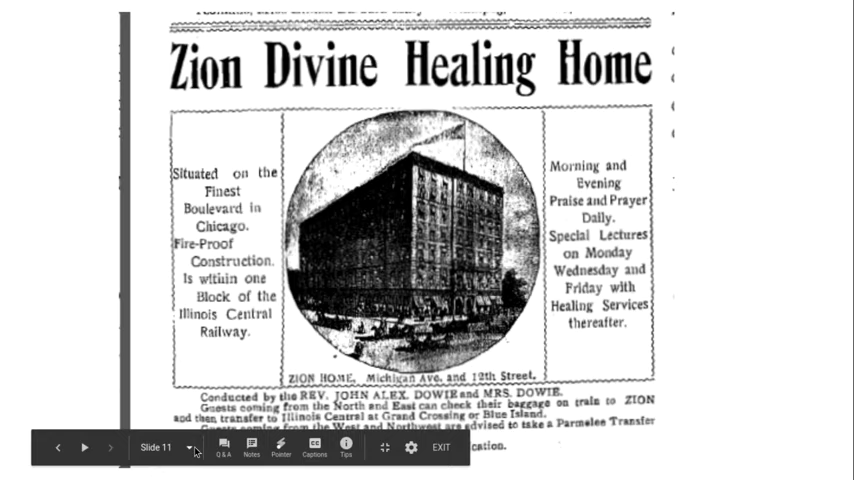 Zion Divine Healing Home
Situated on the
Finest
Boulevard in
Chicago.
Fire-Proof
Construction.
Is within one
Block of the
Illinois Central
Railway.
Morning and
Evening
Praise and Prayer
Daily.
Special Lectures
on Monday
Wednesday and
Friday with
Healing Services
thereafter.
ZION HOME, Michigan Ave. and 12th Street.
Conducted by the REV. JOHN ALEX. DOWIE and MRS. DOWIE.
Guests coming from the North and East can check their baggage on train to ZION
and then transfer to Illinois Central at Grand Crossing or Blue Island.
Guests coming from the West and Northwest are advised to take a Parmelee Transfer
cation.
Slide 11
Q & A
Notes
Pointer
Captions
Tips
EXIT